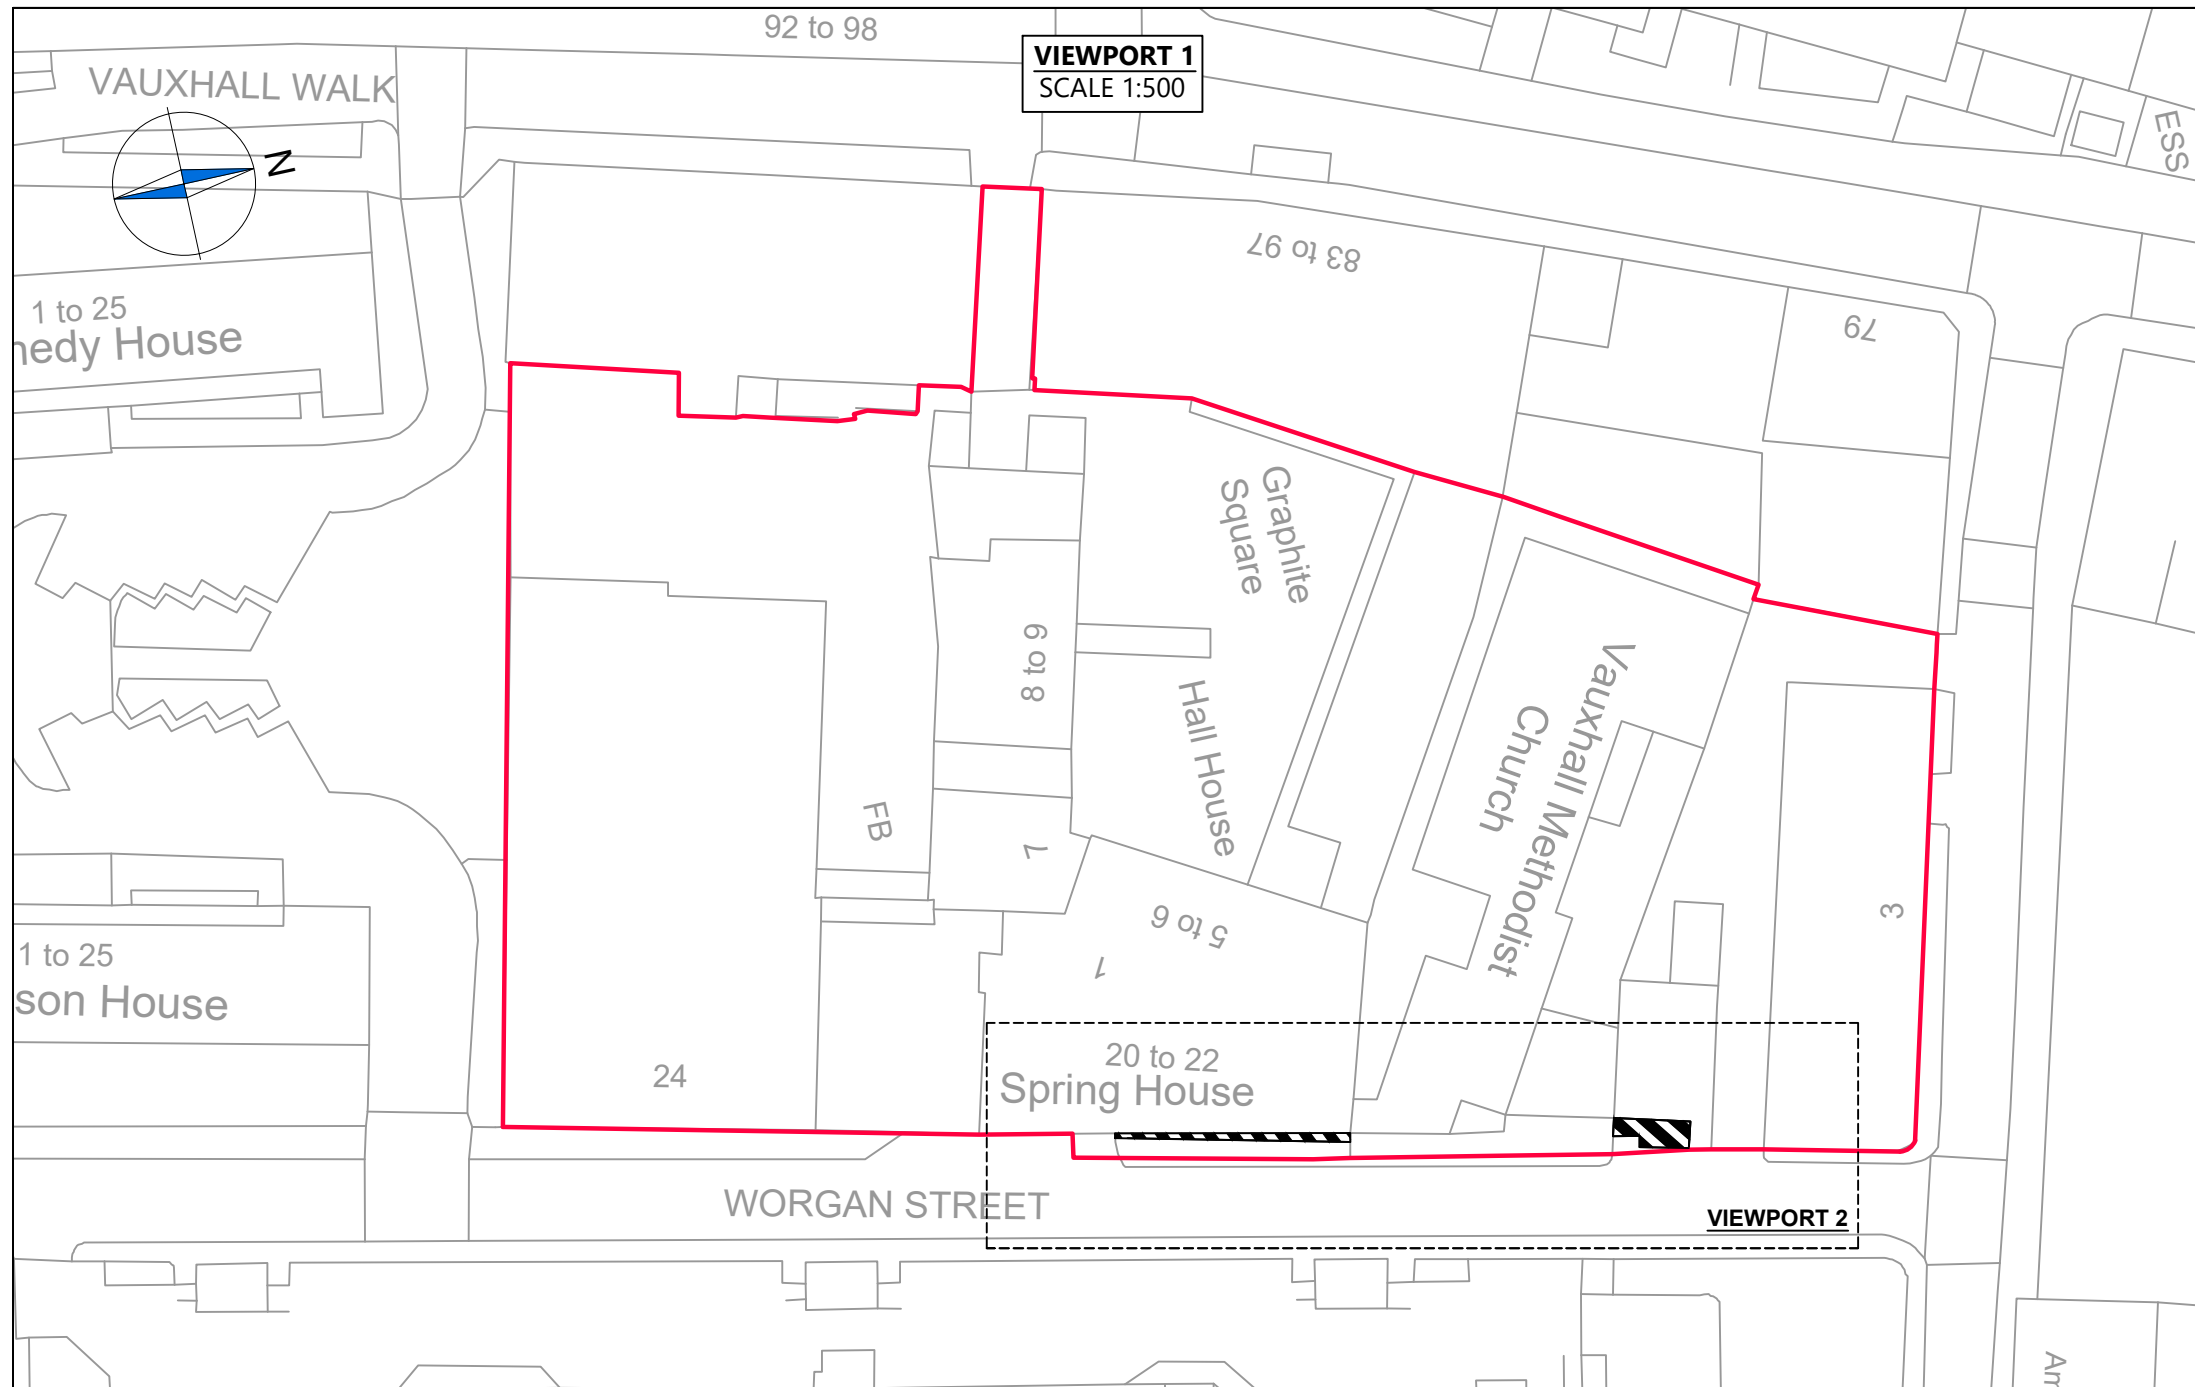 92 to 98
VIEWPORT 1
SCALE 1:500
VAUXHALL WALK
N
ESS
83 to 97
79
1 to 25
nedy House
Graphite
Square
8 to 9
Hall House
Vauxhall Methodist
Church
FB
7
5 to 6
1
3
1 to 25
son House
24
20 to 22
Spring House
WORGAN STREET
VIEWPORT 2
Am